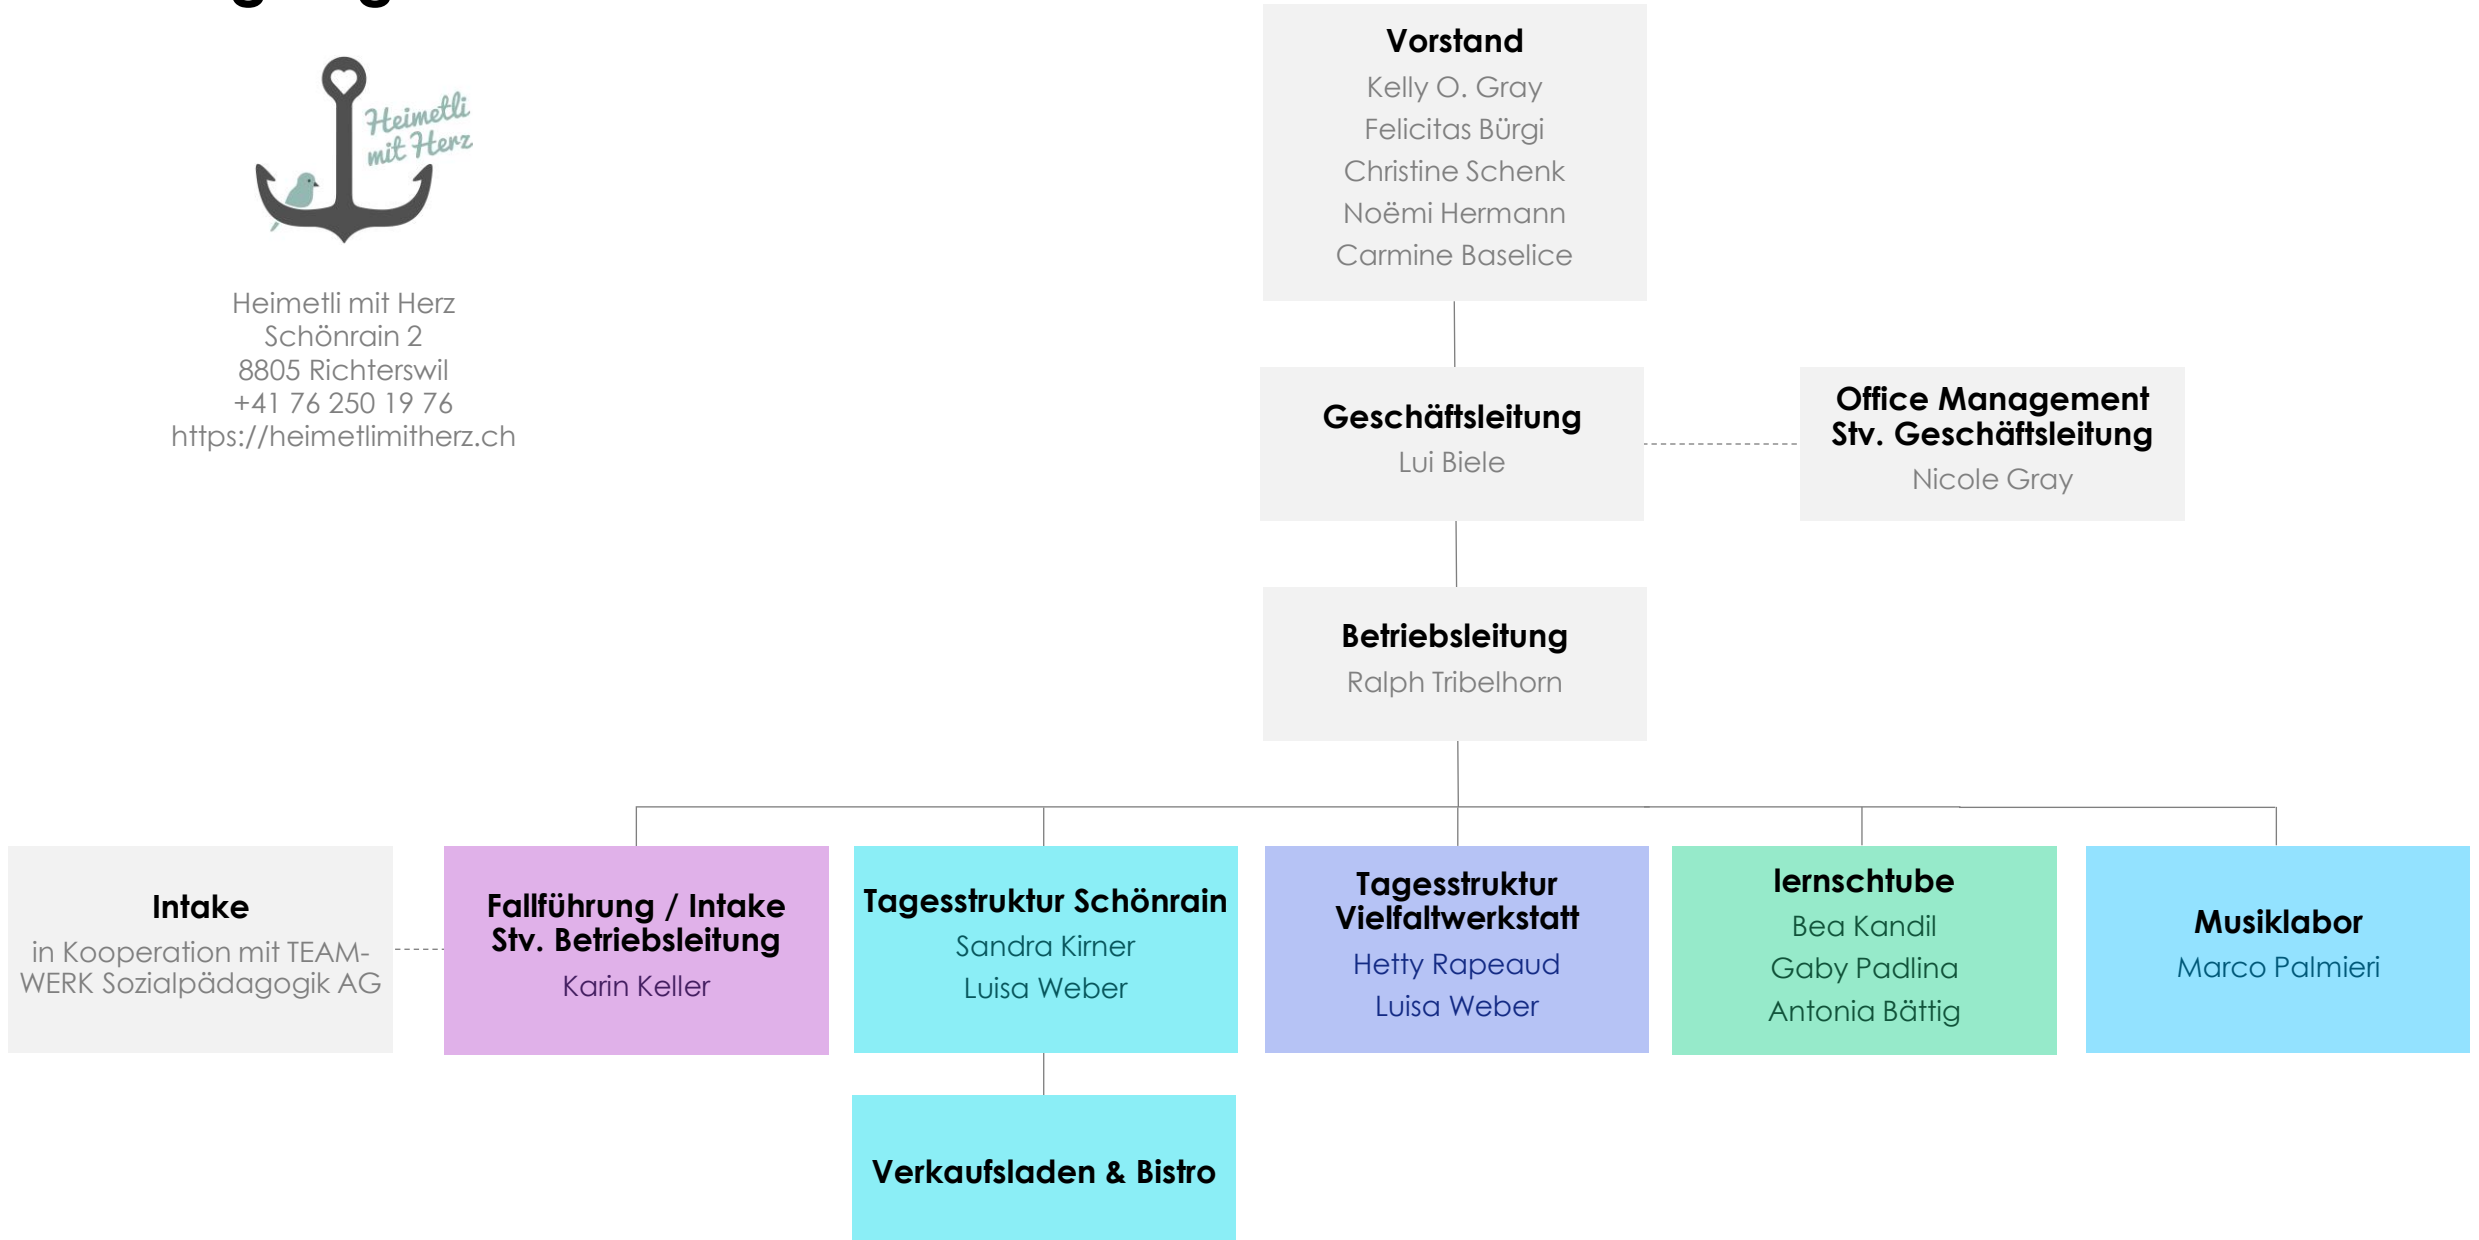 Heimetli
mit Herz
Heimetli mit Herz
Schönrain 2
8805 Richterswil
+41 76 250 19 76
https://heimetlimitherz.ch
Vorstand
Kelly O. Gray
Felicitas Bürgi
Christine Schenk
Noëmi Hermann
Carmine Baselice
Geschäftsleitung
Lui Biele
Office Management
Stv. Geschäftsleitung
Nicole Gray
Betriebsleitung
Ralph Tribelhorn
Intake
in Kooperation mit TEAM-
WERK Sozialpädagogik AG
Fallführung / Intake
Stv. Betriebsleitung
Karin Keller
Tagesstruktur Schönrain
Sandra Kirner
Luisa Weber
Tagesstruktur
Vielfaltwerkstatt
Hetty Rapeaud
Luisa Weber
lernschtube
Bea Kandil
Gaby Padlina
Antonia Bättig
Musiklabor
Marco Palmieri
Verkaufsladen & Bistro